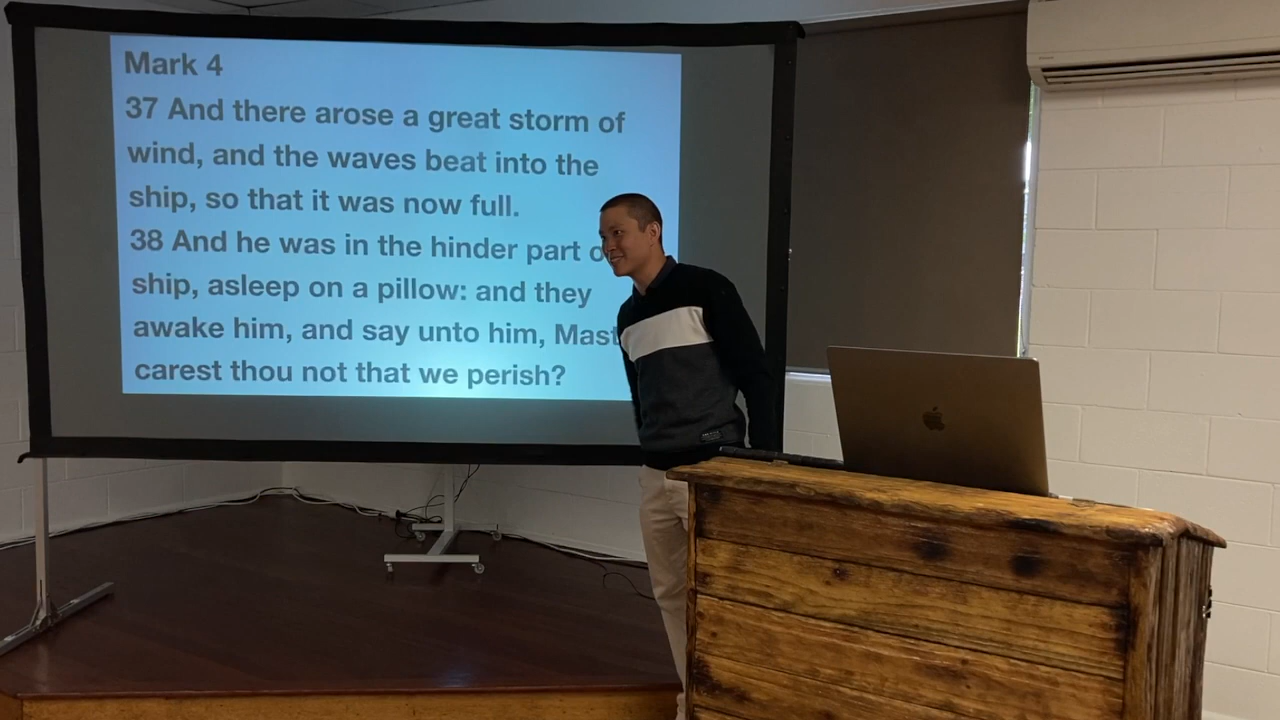 Mark 4
37 And there arose a great storm of
wind, and the waves beat into the
ship, so that it was now full.
38 And he was in the hinder part
ship, asleep on a pillow: and they
awake him, and say unto him,
carest thou not that we perish?